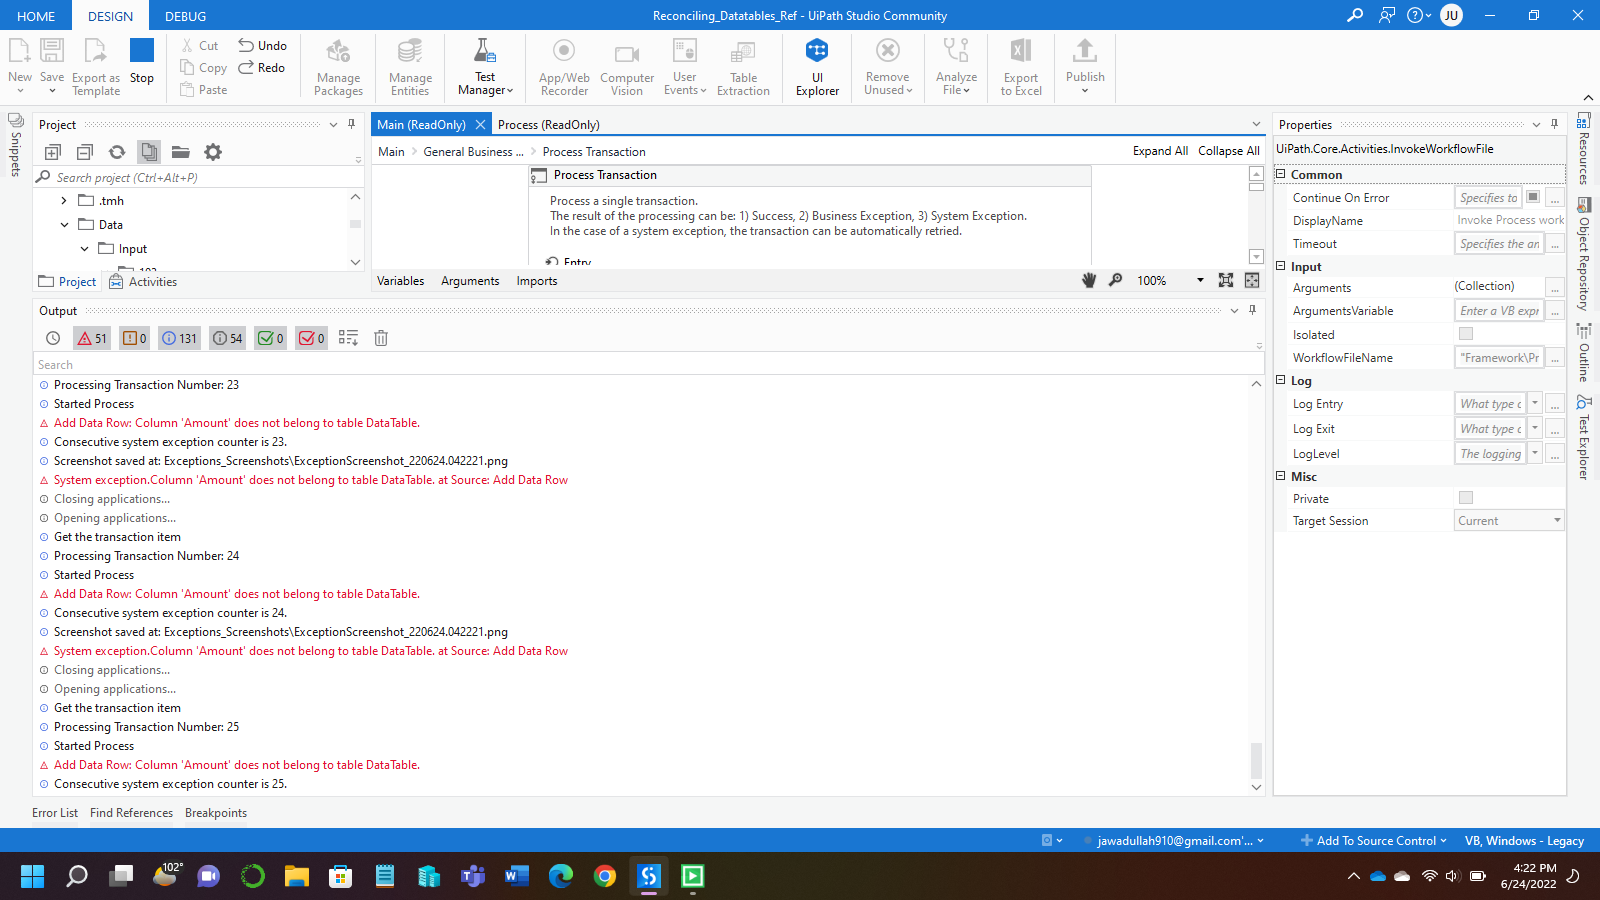 HOME
DESIGN
DEBUG
Reconciling_Datatables_Ref - UiPath Studio Community
JU
New
Save
Export as Template
Stop
Cut
Copy
Paste
Undo
Redo
Manage Packages
Manage Entities
Test Manager
App/Web Recorder
Computer Vision
User Events
Table Extraction
UI Explorer
Remove Unused
Analyze File
Export to Excel
Publish
Snippets
Project
Search project (Ctrl+Alt+P)
.tmh
Data
Input
Project
Activities
Main (ReadOnly)
Process (ReadOnly)
Main
General Business ...
Process Transaction
Expand All
Collapse All
Process Transaction
Process a single transaction.
The result of the processing can be: 1) Success, 2) Business Exception, 3) System Exception.
In the case of a system exception, the transaction can be automatically retried.
Entry
Variables
Arguments
Imports
100%
Output
51
0
131
54
0
0
Search
Processing Transaction Number: 23
Started Process
Add Data Row: Column 'Amount' does not belong to table DataTable.
Consecutive system exception counter is 23.
Screenshot saved at: Exceptions_Screenshots\ExceptionScreenshot_220624.042221.png
System exception.Column 'Amount' does not belong to table DataTable. at Source: Add Data Row
Closing applications...
Opening applications...
Get the transaction item
Processing Transaction Number: 24
Started Process
Add Data Row: Column 'Amount' does not belong to table DataTable.
Consecutive system exception counter is 24.
Screenshot saved at: Exceptions_Screenshots\ExceptionScreenshot_220624.042221.png
System exception.Column 'Amount' does not belong to table DataTable. at Source: Add Data Row
Closing applications...
Opening applications...
Get the transaction item
Processing Transaction Number: 25
Started Process
Add Data Row: Column 'Amount' does not belong to table DataTable.
Consecutive system exception counter is 25.
Error List
Find References
Breakpoints
Properties
UiPath.Core.Activities.InvokeWorkflowFile
Common
Continue On Error Specifies to ...
DisplayName Invoke Process work
Timeout Specifies the an ...
Input
Arguments (Collection) ...
ArgumentsVariable Enter a VB expr ...
Isolated
WorkflowFileName "Framework\Pr ...
Log
Log Entry What type c ...
Log Exit What type c ...
LogLevel The logging ...
Misc
Private
Target Session Current
Resources
Object Repository
Outline
Test Explorer
jawadullah910@gmail.com'...
Add To Source Control
VB, Windows - Legacy
102°
4:22 PM
6/24/2022